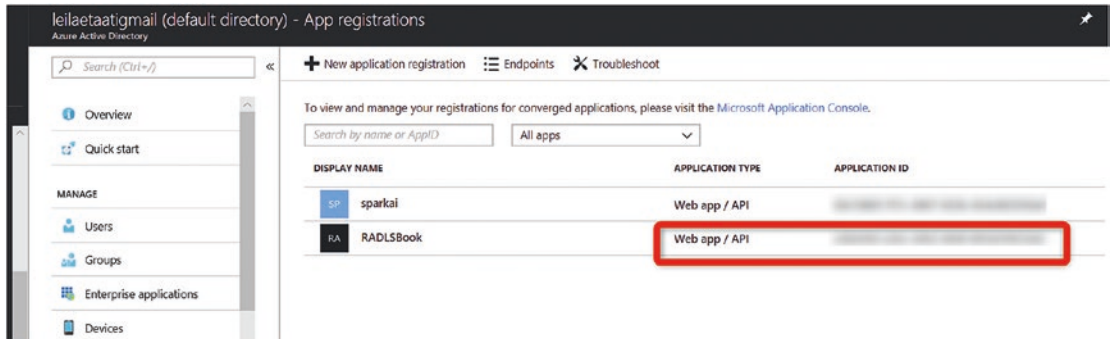 leilaetaatigmail (default directory) - App registrations
Azure Active Directory
Search (Ctrl+/)
«
Overview
Quick start
MANAGE
Users
Groups
Enterprise applications
Devices
New application registration
Endpoints
Troubleshoot
To view and manage your registrations for converged applications, please visit the Microsoft Application Console.
Search by name or AppID
All apps
DISPLAY NAME APPLICATION TYPE APPLICATION ID
SP sparkai Web app / API
RA RADLSBook Web app / API